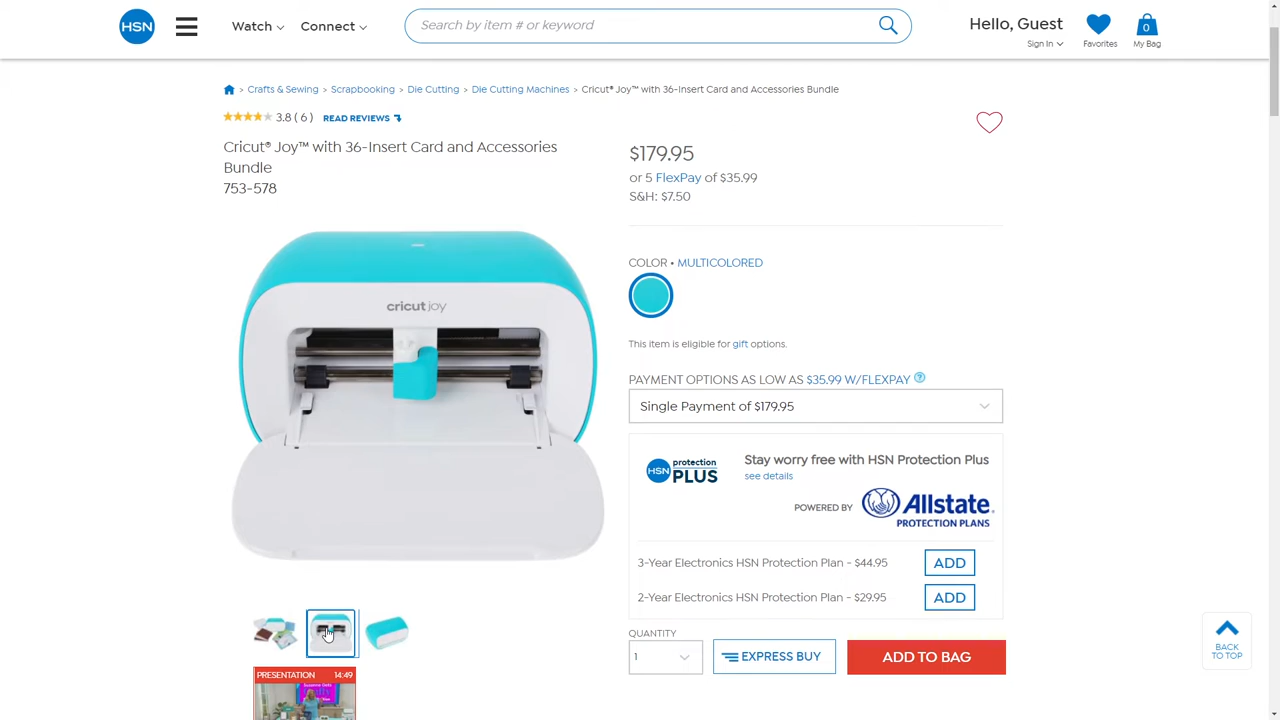 HSN
Watch
Connect
Search by item # or keyword
Hello, Guest
Sign In
Favorites
0
My Bag
> Crafts & Sewing > Scrapbooking > Die Cutting > Die Cutting Machines > Cricut® Joy™ with 36-Insert Card and Accessories Bundle
3.8 ( 6 ) READ REVIEWS
Cricut® Joy™ with 36-Insert Card and Accessories
Bundle
753-578
cricut joy
PRESENTATION 14:49
$179.95
or 5 FlexPay of $35.99
S&H: $7.50
COLOR • MULTICOLORED
This item is eligible for gift options.
PAYMENT OPTIONS AS LOW AS $35.99 W/FLEXPAY ?
Single Payment of $179.95
HSN protection PLUS
Stay worry free with HSN Protection Plus
see details
POWERED BY Allstate
PROTECTION PLANS
3-Year Electronics HSN Protection Plan - $44.95 ADD
2-Year Electronics HSN Protection Plan - $29.95 ADD
QUANTITY
1
EXPRESS BUY
ADD TO BAG
BACK
TO TOP